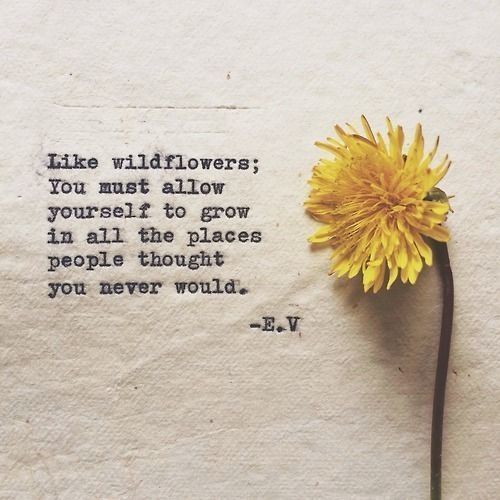 Like wildflowers;
You must allow
yourself to grow
in all the places
people thought
you never would.
-E.V